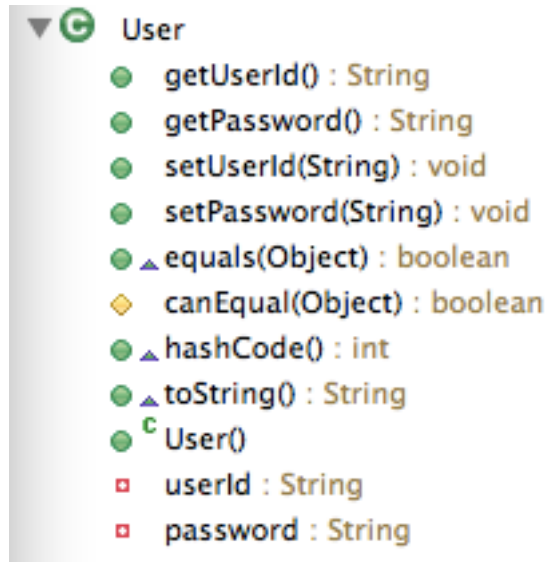 User
getUserId() : String
getPassword() : String
setUserId(String) : void
setPassword(String) : void
equals(Object) : boolean
canEqual(Object) : boolean
hashCode() : int
toString() : String
C User()
userId : String
password : String